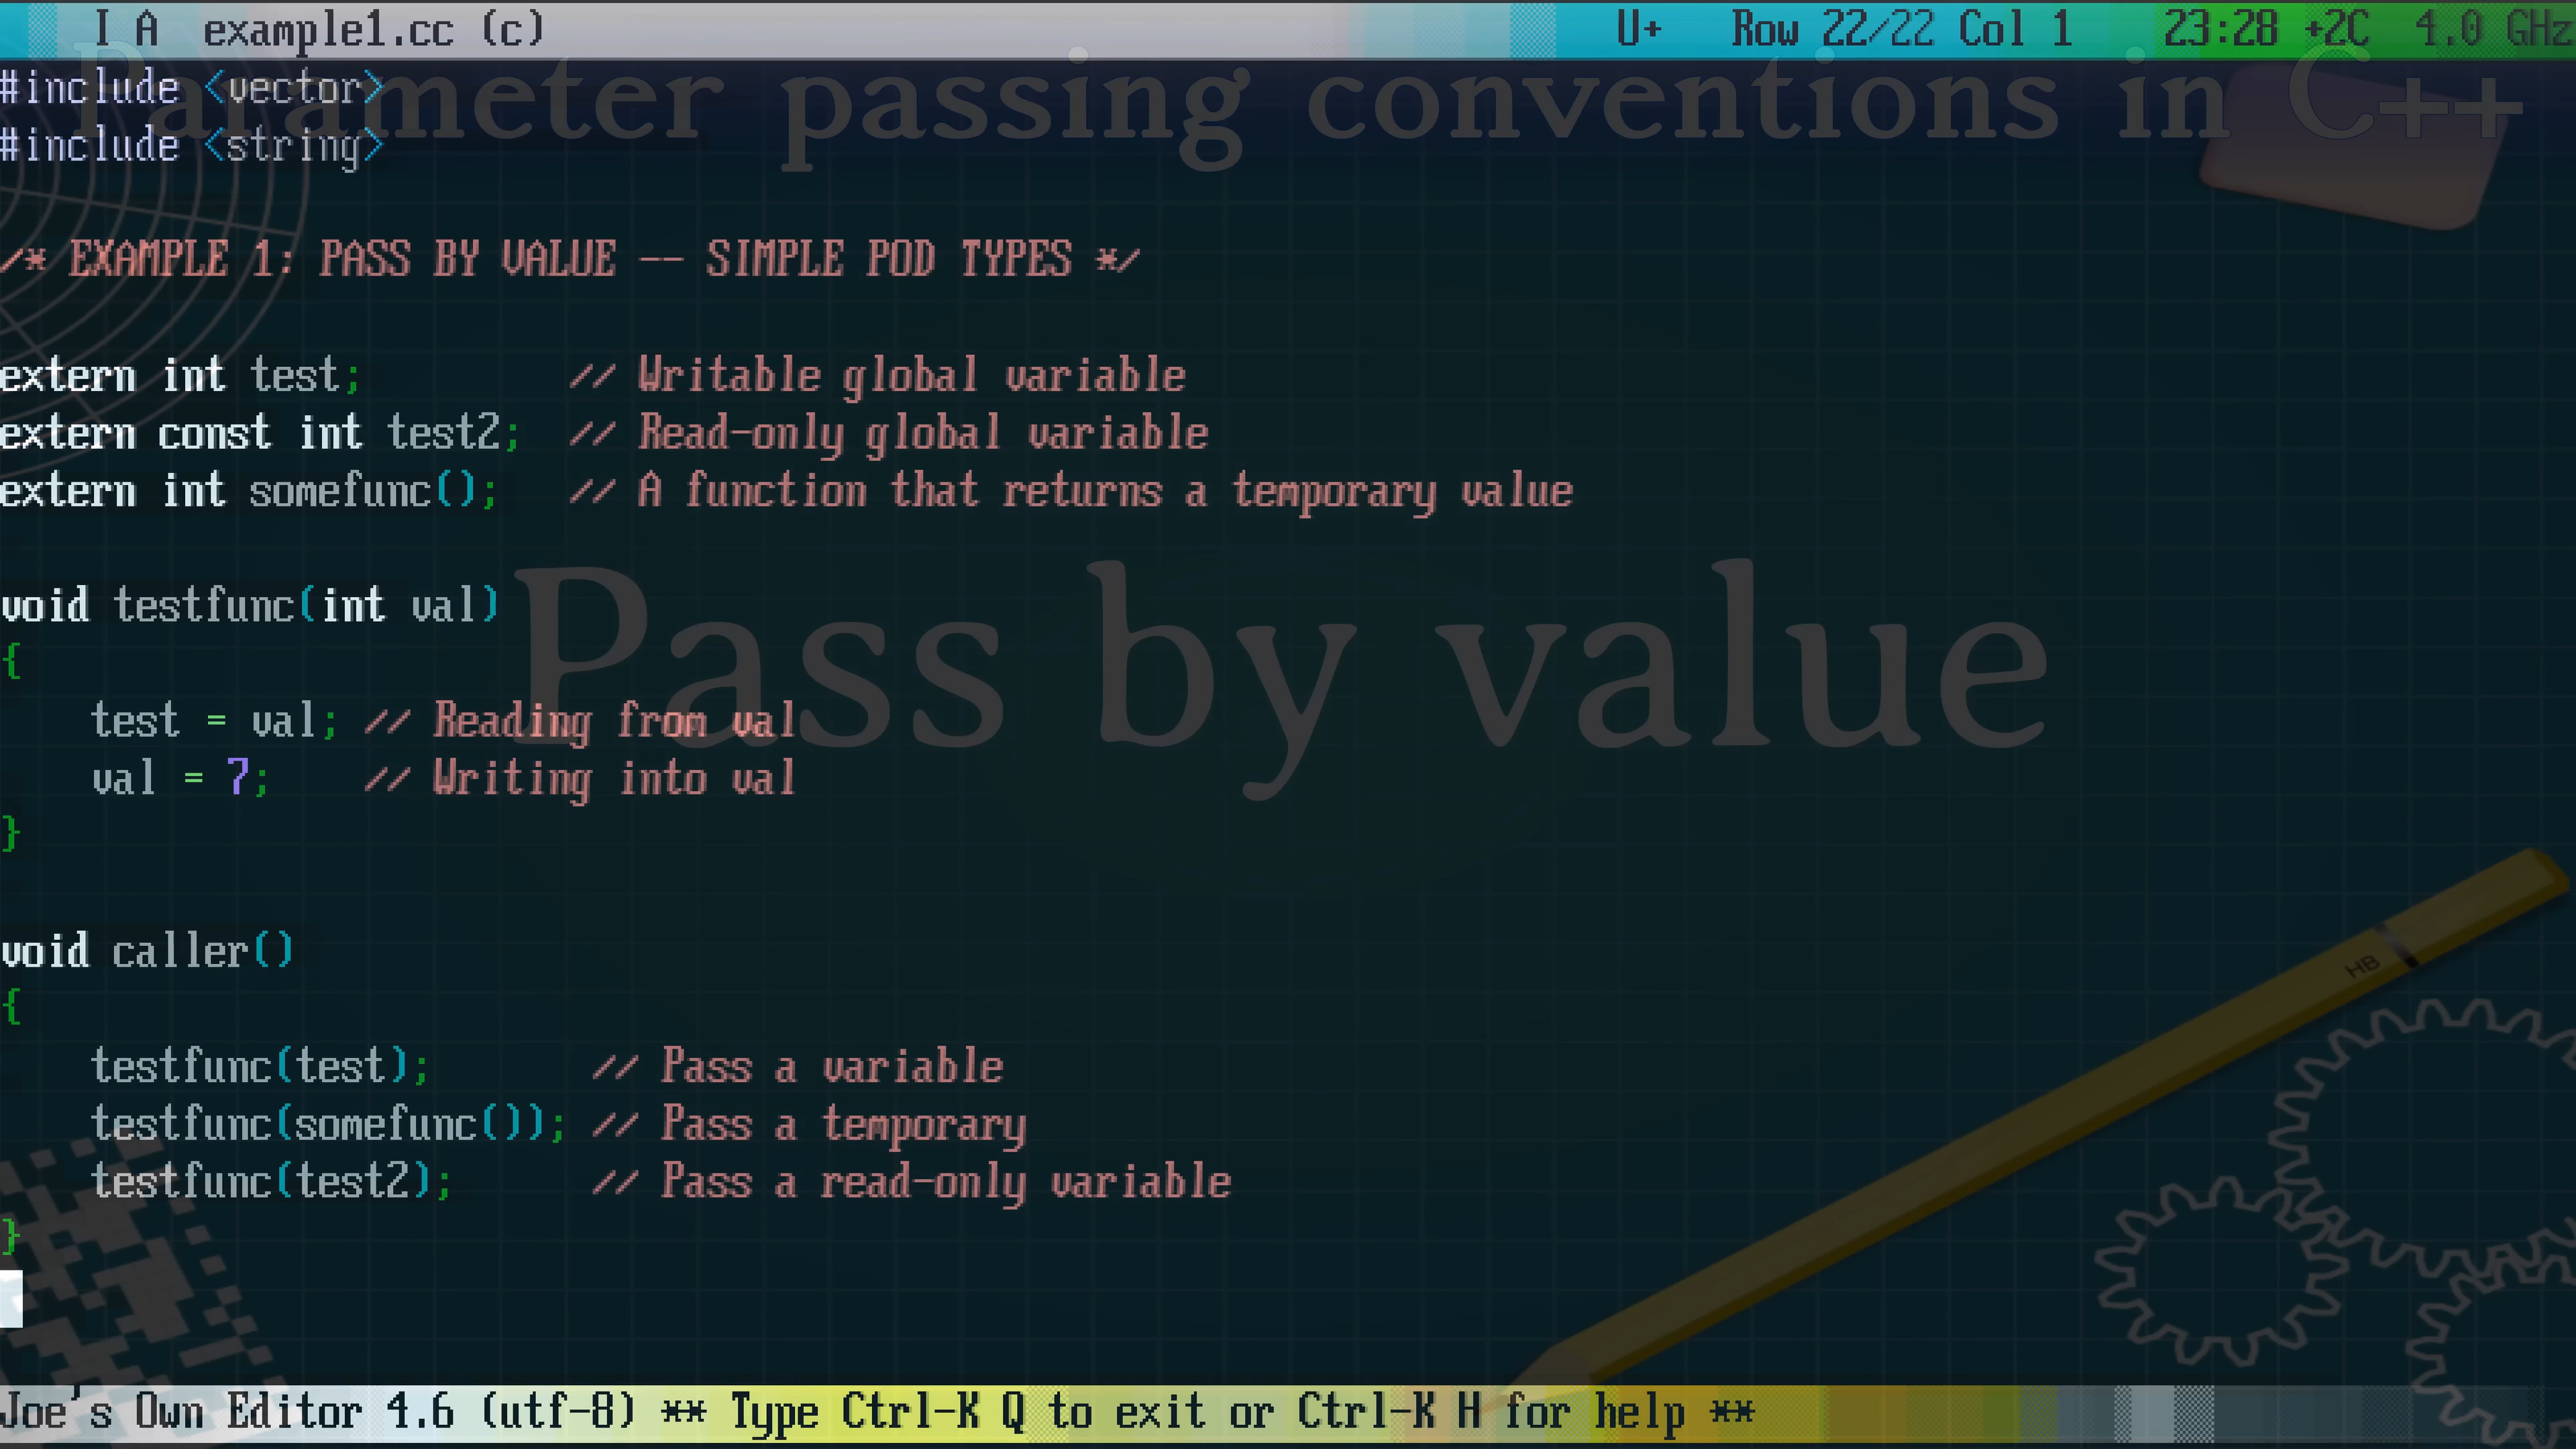 I A example1.cc (c) U+ Row 22/22 Col 1 23:28 +2C 4.0 GHz
Parameter passing conventions in C++
#include <vector>
#include <string>
/* EXAMPLE 1: PASS BY VALUE -- SIMPLE POD TYPES */
extern int test; // Writable global variable
extern const int test2; // Read-only global variable
extern int somefunc(); // A function that returns a temporary value
Pass by value
void testfunc(int val)
{
test = val; // Reading from val
val = 7; // Writing into val
}
void caller()
{
testfunc(test); // Pass a variable
testfunc(somefunc()); // Pass a temporary
testfunc(test2); // Pass a read-only variable
}
HB
Joe's Own Editor 4.6 (utf-8) ** Type Ctrl-K Q to exit or Ctrl-K H for help **